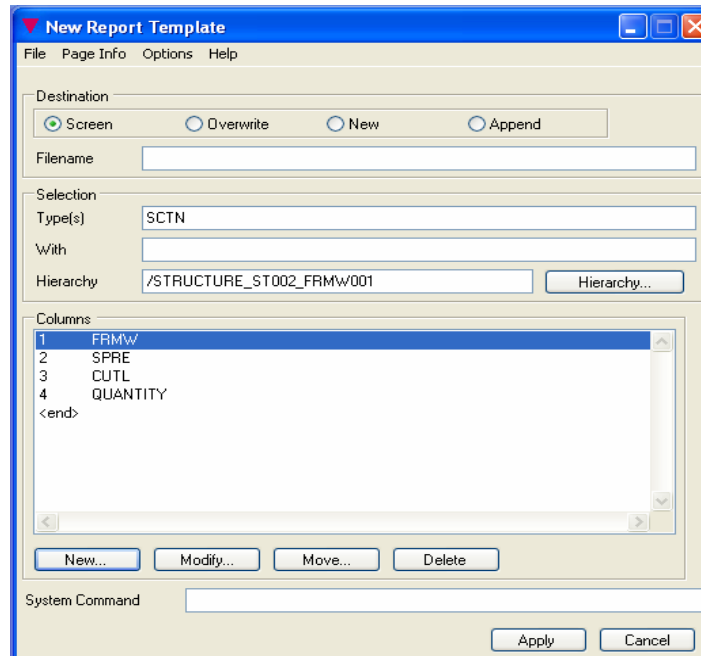 New Report Template
File Page Info Options Help
Destination
Screen Overwrite New Append
Filename
Selection
Type(s) SCTN
With
Hierarchy /STRUCTURE_ST002_FRMW001 Hierarchy...
Columns
1 FRMW
2 SPRE
3 CUTL
4 QUANTITY
<end>
New... Modify... Move... Delete
System Command
Apply Cancel